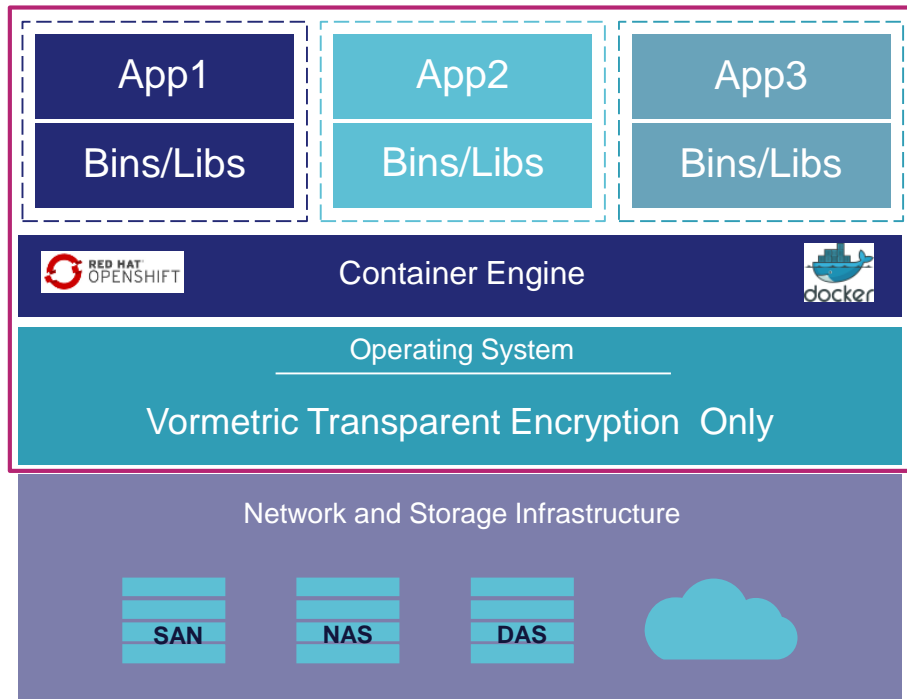 App1
App2
App3
Bins/Libs
Bins/Libs
Bins/Libs
RED HAT
OPENSHIFT
Container Engine
docker
Operating System
Vormetric Transparent Encryption  Only
Network and Storage Infrastructure
SAN
NAS
DAS